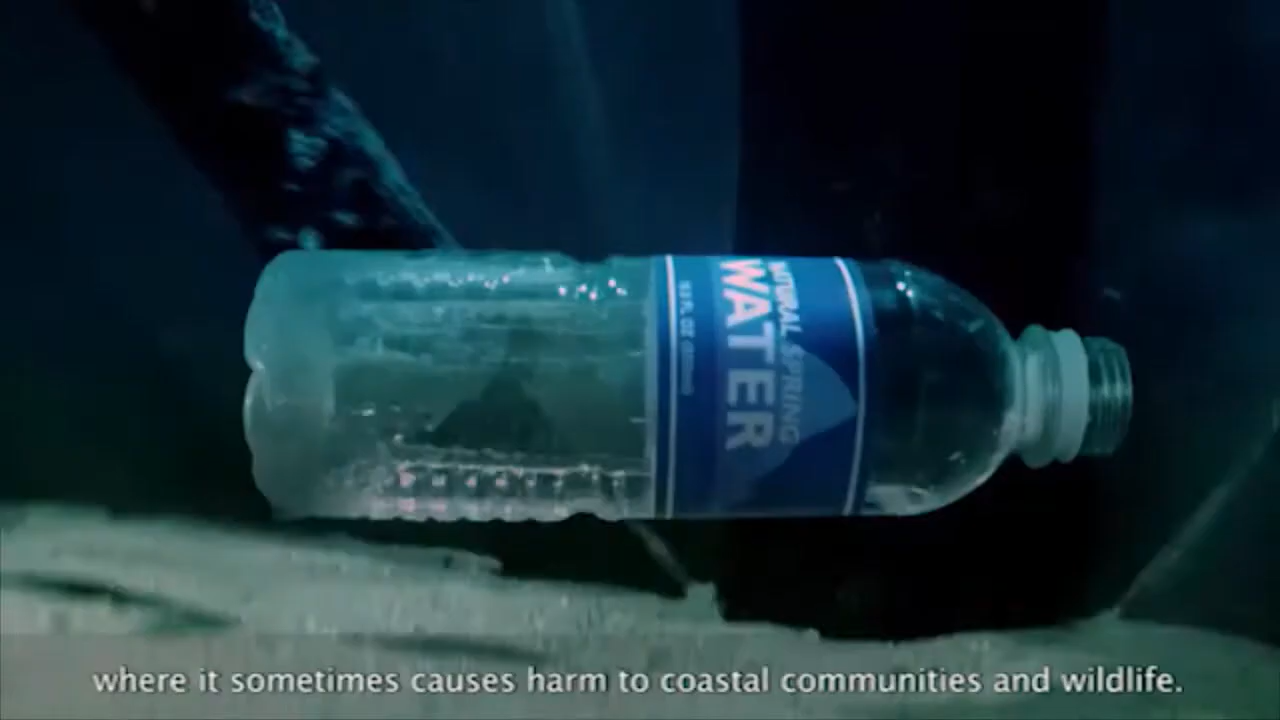 NATURAL SPRING
WATER
where it sometimes causes harm to coastal communities and wildlife.